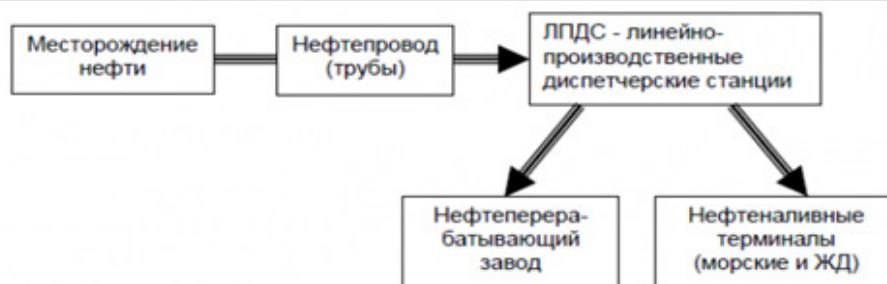 Месторождение
нефти
Нефтепровод
(трубы)
ЛПДС - линейно-
производственные
диспетчерские станции
Нефтеперера-
батывающий
завод
Нефтеналивные
терминалы
(морские и ЖД)